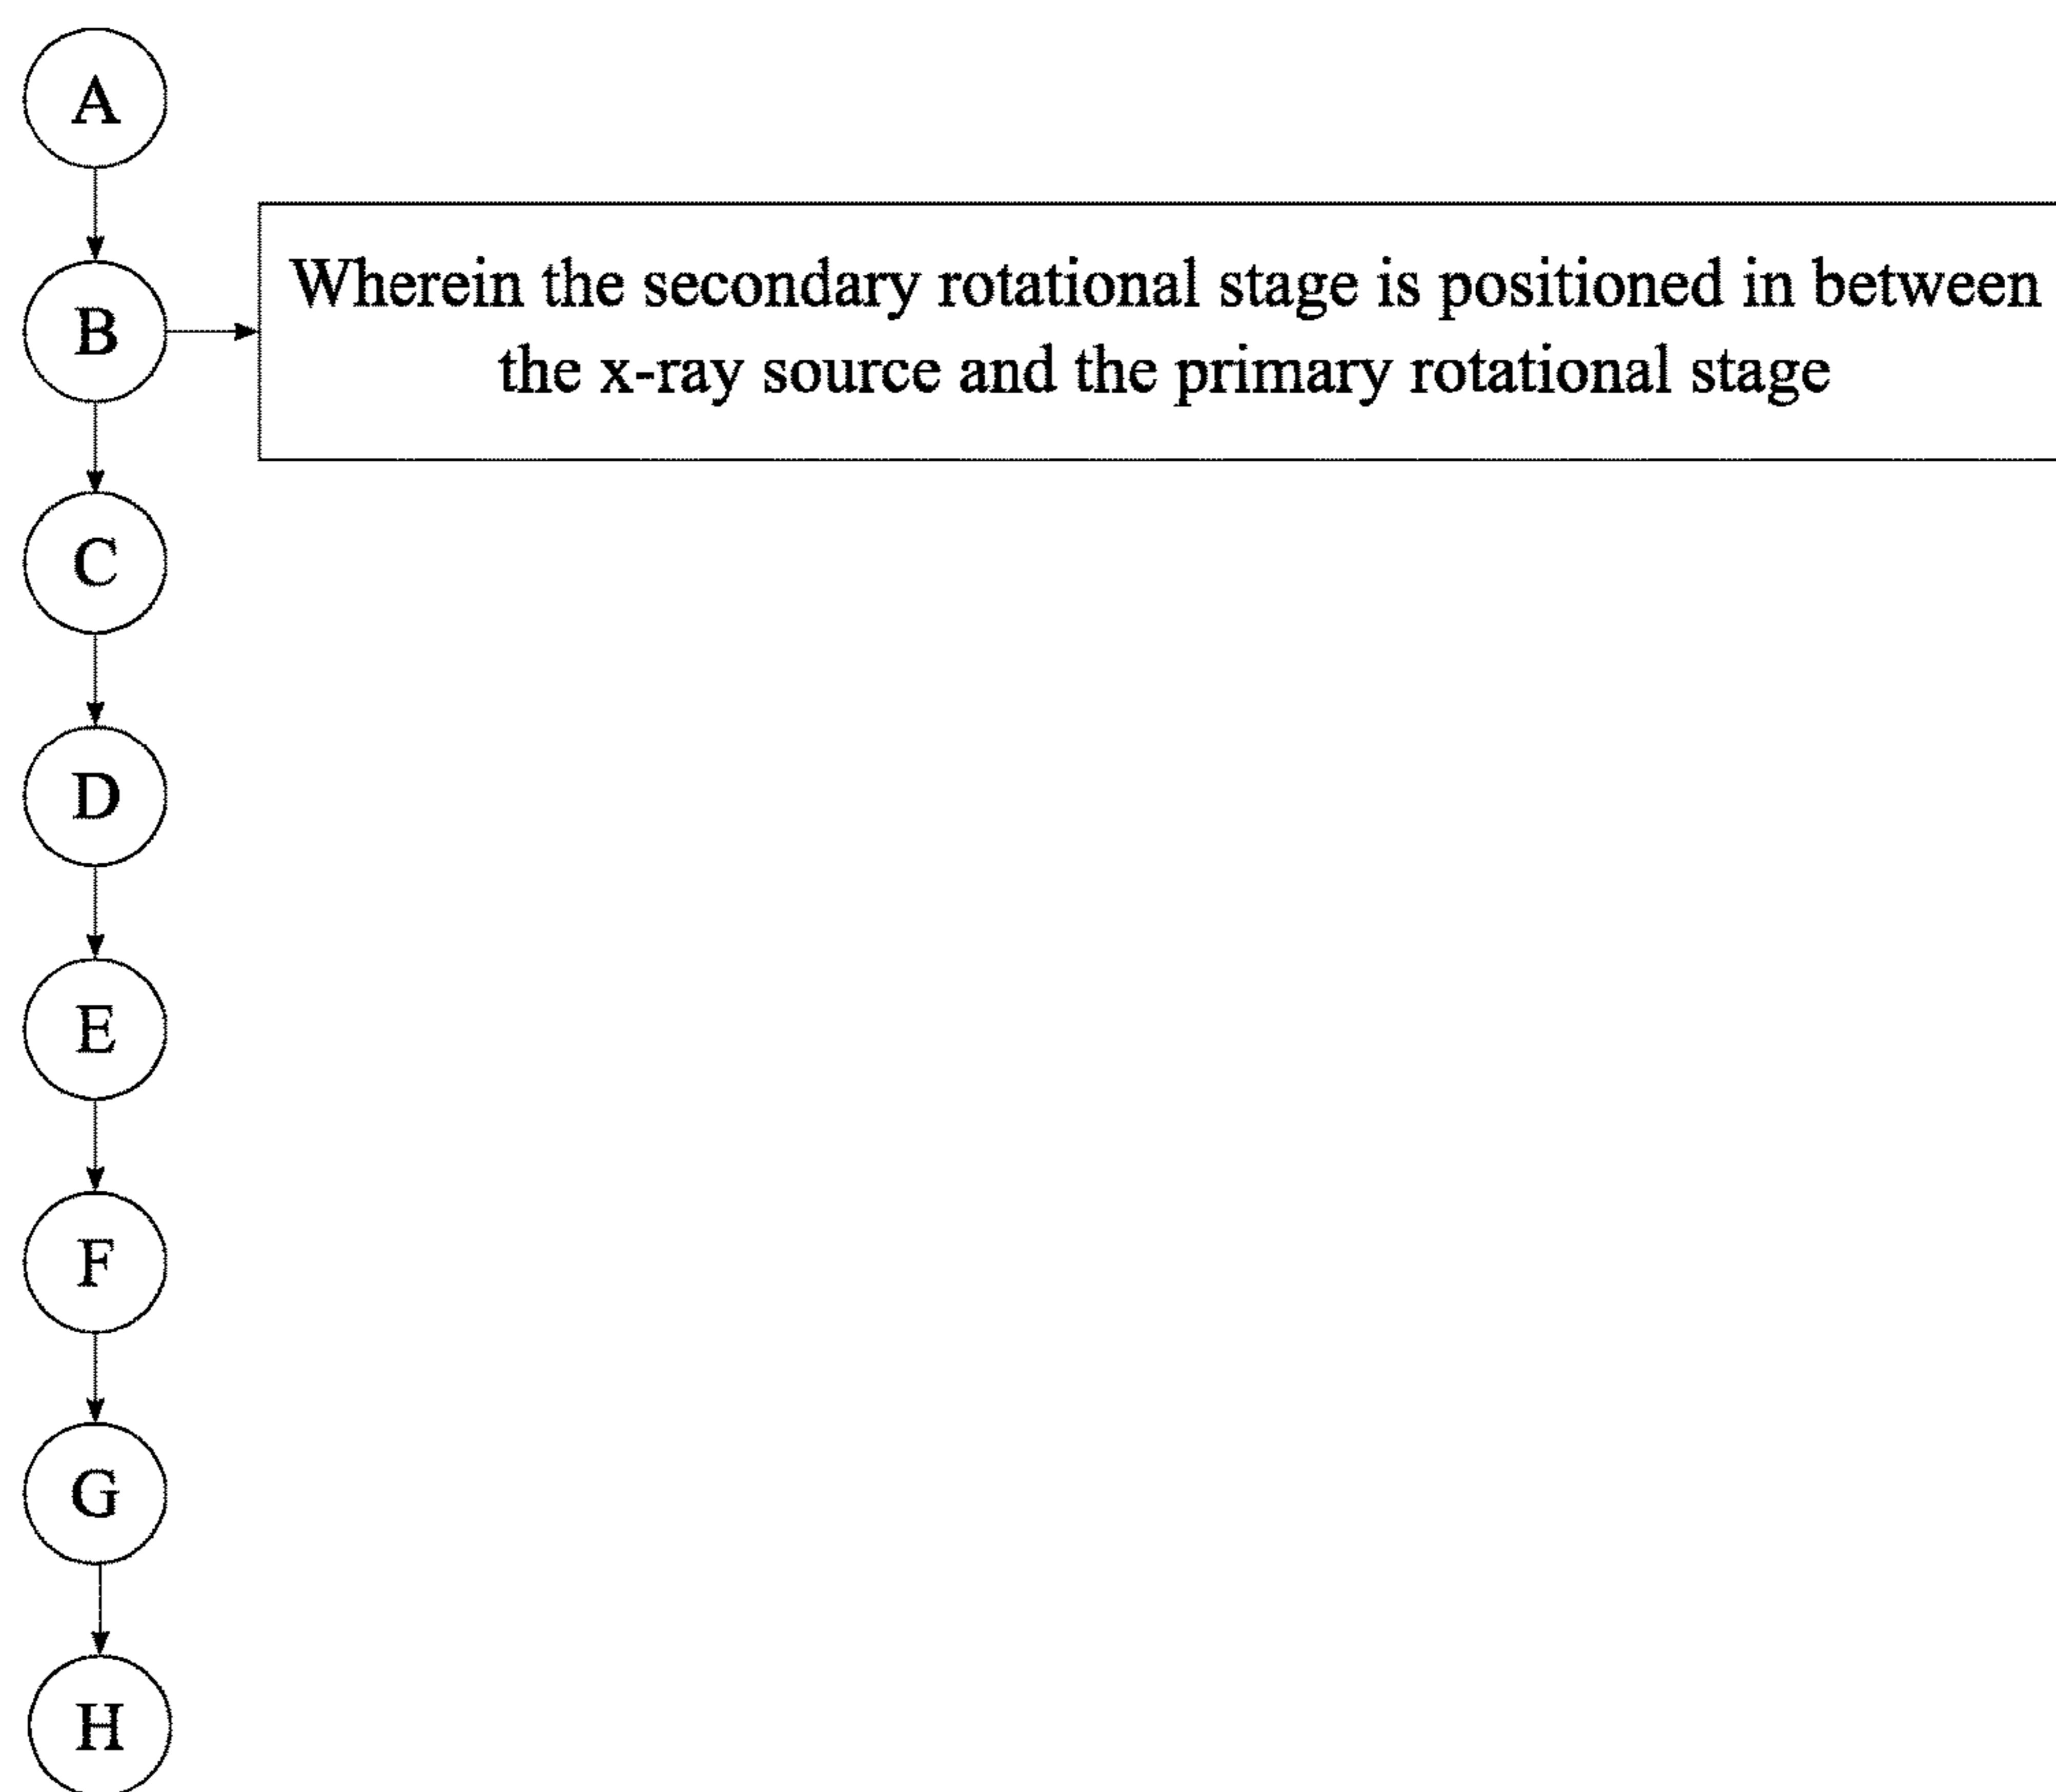 A
B
Wherein the secondary rotational stage is positioned in between
the x-ray source and the primary rotational stage
C
D
E
F
G
H